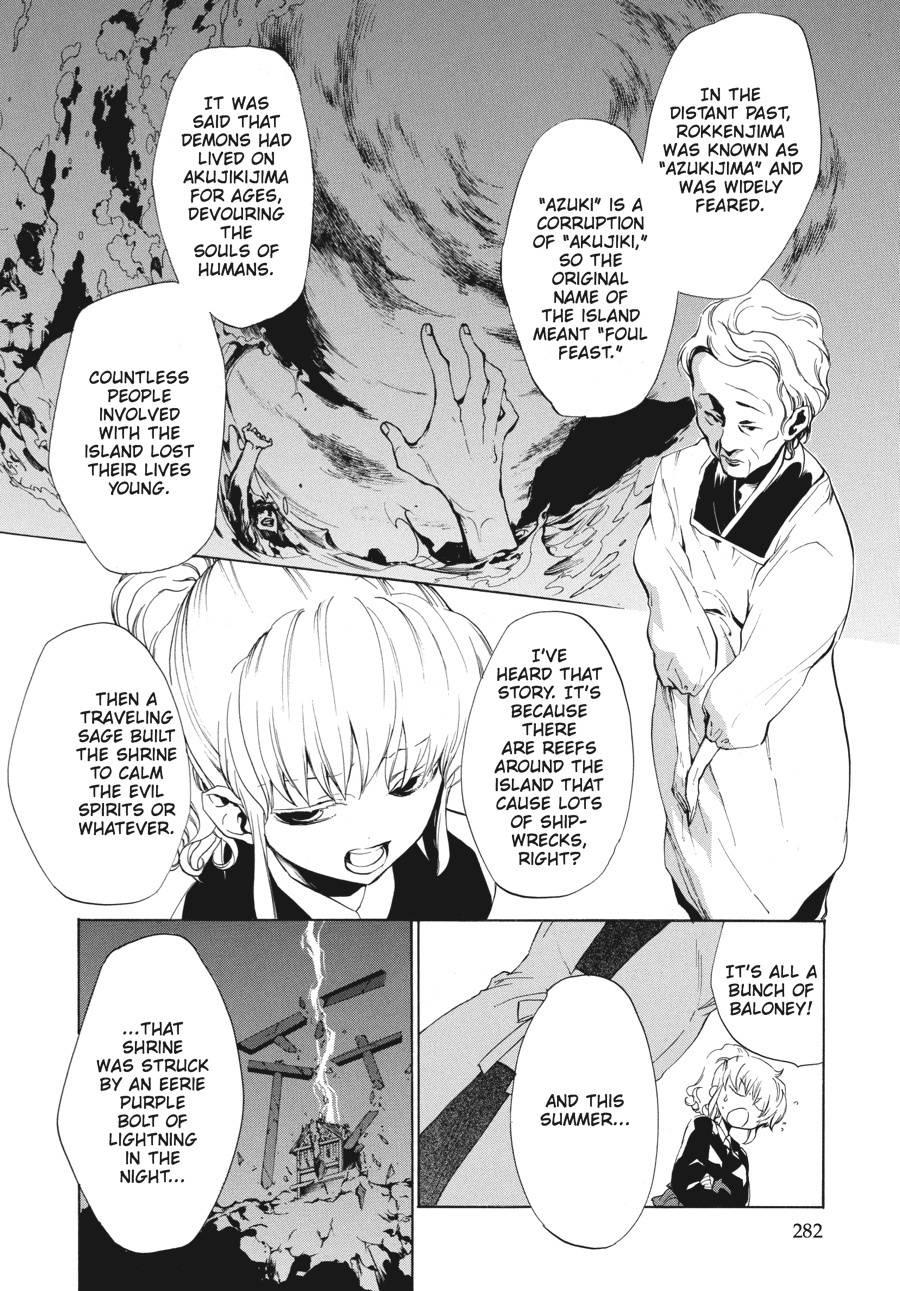 IN THE
DISTANT PAST,
ROKKENJIMA
WAS KNOWN AS
"AZUKIJIMA" AND
WAS WIDELY
FEARED.
"AZUKI" IS A
CORRUPTION
OF "AKUJIKI,"
SO THE
ORIGINAL
NAME OF
THE ISLAND
MEANT "FOUL
FEAST."
IT WAS
SAID THAT
DEMONS HAD
LIVED ON
AKUJIKIJIMA
FOR AGES,
DEVOURING
THE
SOULS OF
HUMANS.
COUNTLESS
PEOPLE
INVOLVED
WITH THE
ISLAND LOST
THEIR LIVES
YOUNG.
I'VE
HEARD THAT
STORY. IT'S
BECAUSE
THERE
ARE REEFS
AROUND THE
ISLAND THAT
CAUSE LOTS
OF SHIP-
WRECKS,
RIGHT?
THEN A
TRAVELING
SAGE BUILT
THE SHRINE
TO CALM
THE EVIL
SPIRITS OR
WHATEVER.
IT'S ALL A
BUNCH OF
BALONEY!
AND THIS
SUMMER...
...THAT
SHRINE
WAS STRUCK
BY AN EERIE
PURPLE
BOLT OF
LIGHTNING
IN THE
NIGHT...
282